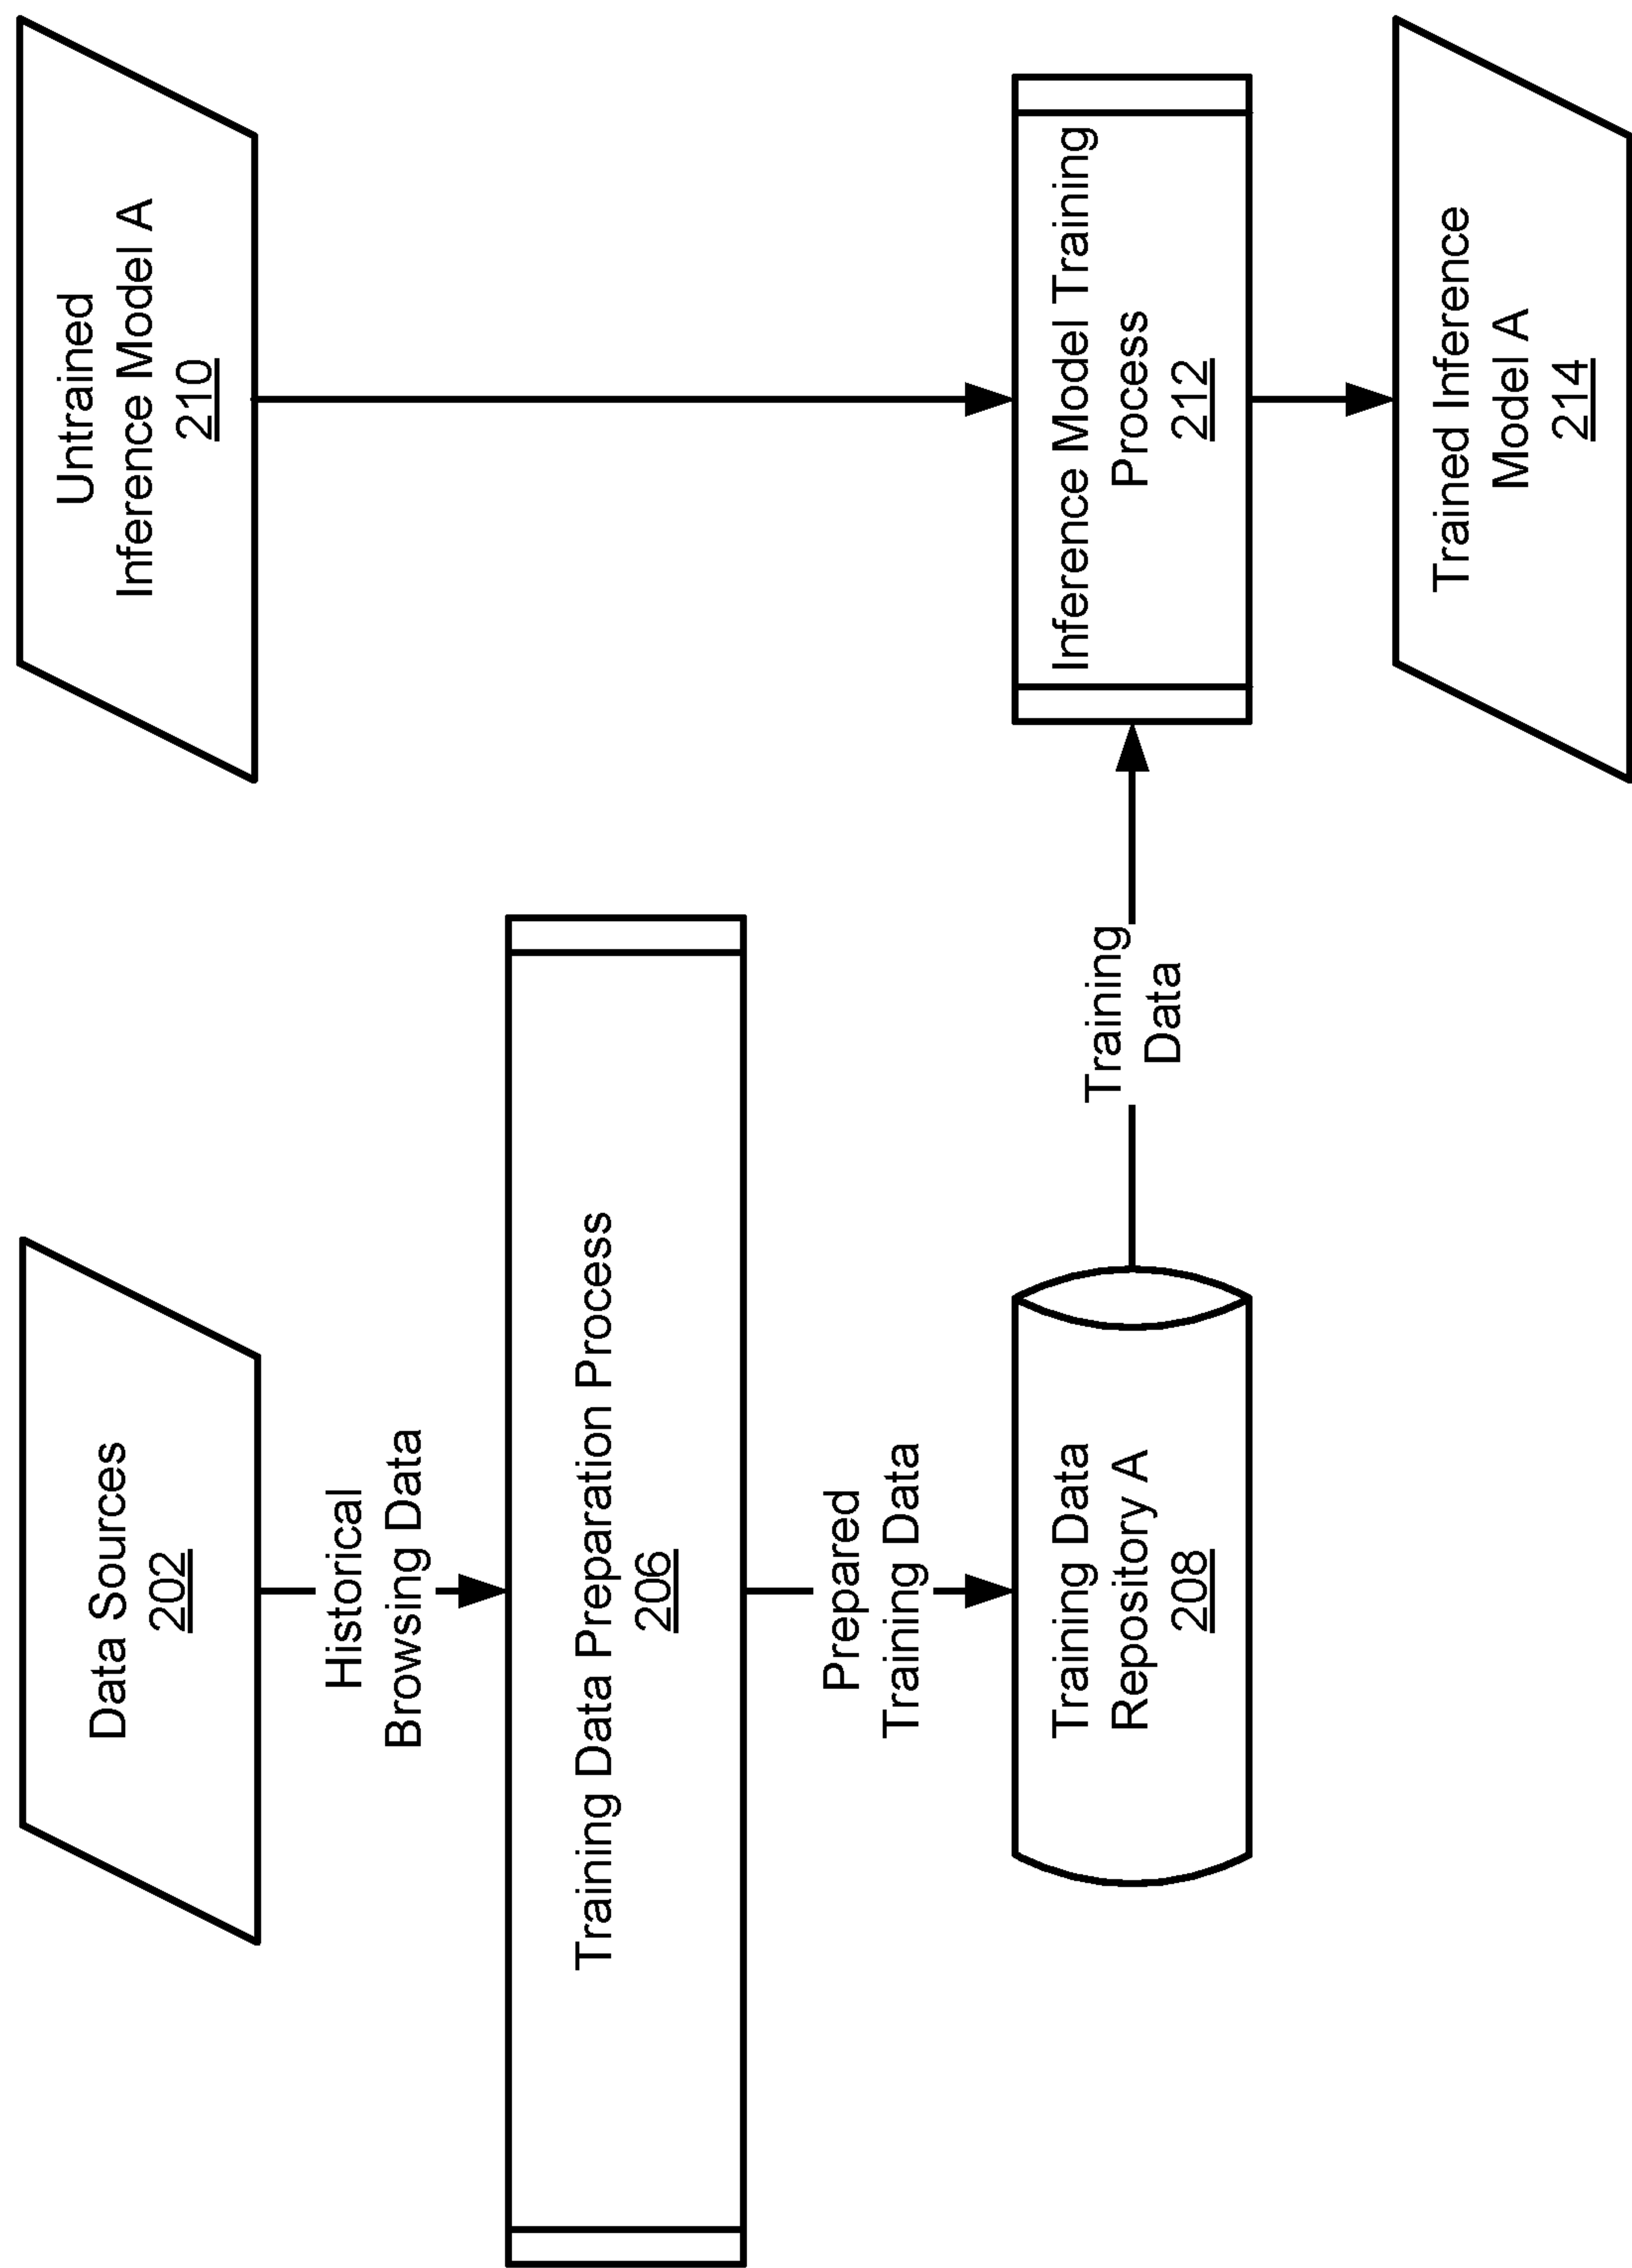 Data Sources
202
Historical
Browsing Data
Training Data Preparation Process
206
Prepared
Training Data
Training Data
Repository A
208
Training
Data
Untrained
Inference Model A
210
Inference Model Training
Process
212
Trained Inference
Model A
214